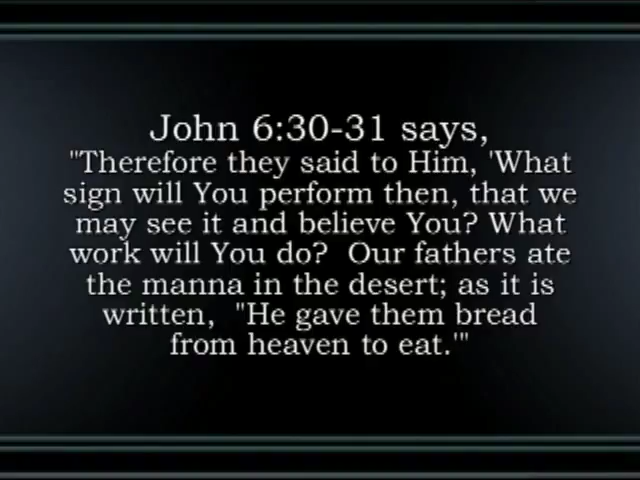 John 6:30-31 says,
"Therefore they said to Him, 'What
sign will You perform then, that we
may see it and believe You? What
work will You do?  Our fathers ate
the manna in the desert; as it is
written,  "He gave them bread
from heaven to eat.'"